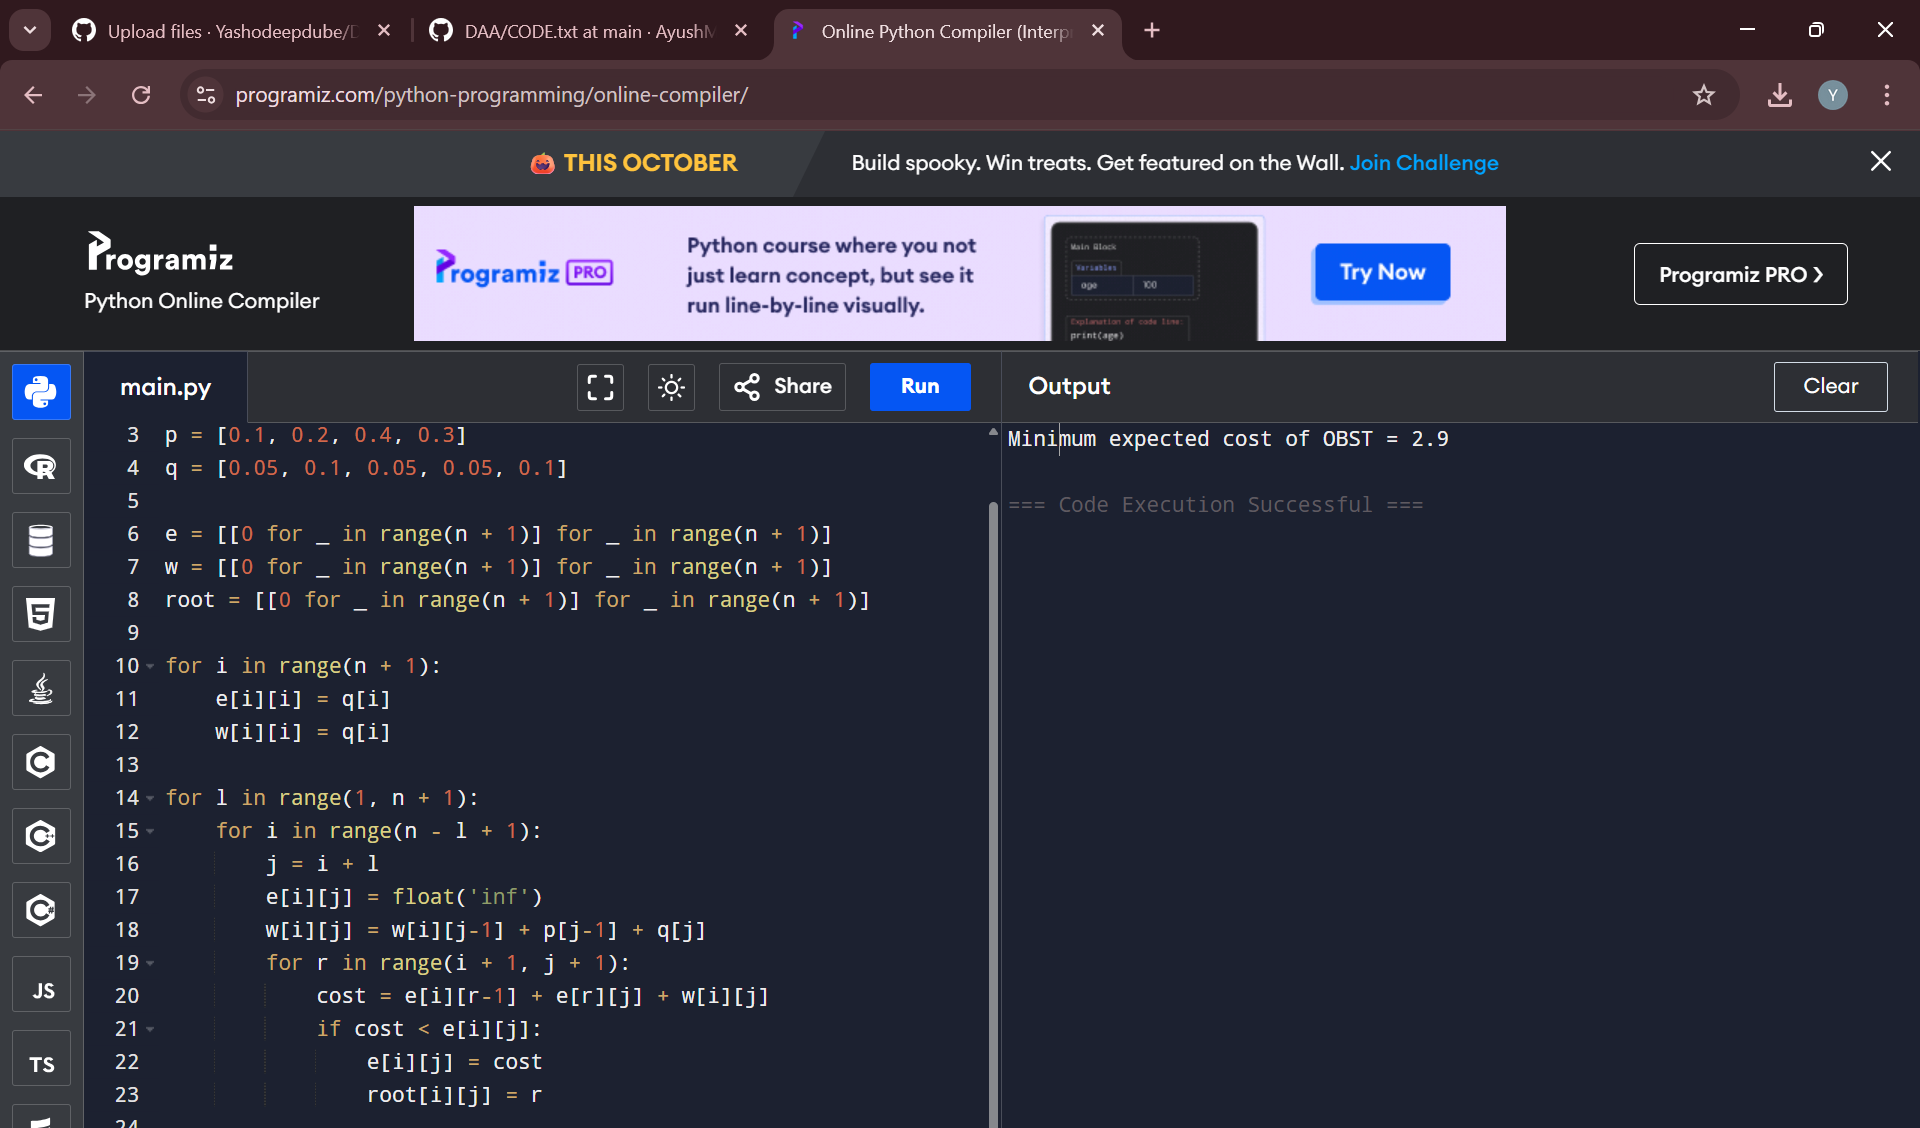 Upload files · Yashodeepdube/D
DAA/CODE.txt at main · AyushM
Online Python Compiler (Interp
programiz.com/python-programming/online-compiler/
Y
THIS OCTOBER
Build spooky. Win treats. Get featured on the Wall. Join Challenge
Programiz
Python Online Compiler
Programiz PRO
Python course where you not
just learn concept, but see it
run line-by-line visually.
Main Block
Variables
age 100
Explanation of code line:
print(age)
Try Now
Programiz PRO ❯
main.py
Share
Run
Output
Clear
3 p = [0.1, 0.2, 0.4, 0.3]
4 q = [0.05, 0.1, 0.05, 0.05, 0.1]
5
6 e = [[0 for _ in range(n + 1)] for _ in range(n + 1)]
7 w = [[0 for _ in range(n + 1)] for _ in range(n + 1)]
8 root = [[0 for _ in range(n + 1)] for _ in range(n + 1)]
9
10 for i in range(n + 1):
11     e[i][i] = q[i]
12     w[i][i] = q[i]
13
14 for l in range(1, n + 1):
15     for i in range(n - l + 1):
16         j = i + l
17         e[i][j] = float('inf')
18         w[i][j] = w[i][j-1] + p[j-1] + q[j]
19         for r in range(i + 1, j + 1):
20             cost = e[i][r-1] + e[r][j] + w[i][j]
21             if cost < e[i][j]:
22                 e[i][j] = cost
23                 root[i][j] = r
24
Minimum expected cost of OBST = 2.9
=== Code Execution Successful ===
R
5
C
C++
C#
JS
TS